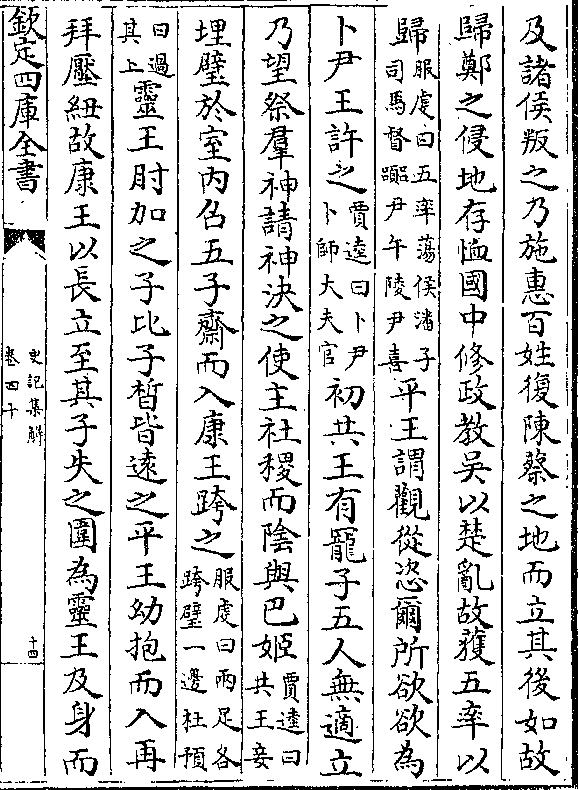 及諸侯叛之乃施惠百姓復陳蔡之地而立其後如故
歸鄭之侵地存恤國中修政教吳以楚亂故獲五率以
歸服虔曰五率蕩侯潘子司馬督嚻尹午陵尹喜平王謂觀從恣爾所欲欲為
卜尹王許之賈逵曰卜尹卜師大夫官初共王有寵子五人無適立
乃望祭羣神請神決之使主社稷而陰與巴姬賈逵曰共王妾
埋璧於室內召五子齋而入康王跨之服虔曰兩足各跨璧一邊杜預
曰過其上靈王肘加之子比子晳皆遠之平王幼抱而入再
拜壓紐故康王以長立至其子失之圍為靈王及身而
欽定四庫全書
史記集解
卷四十
十四